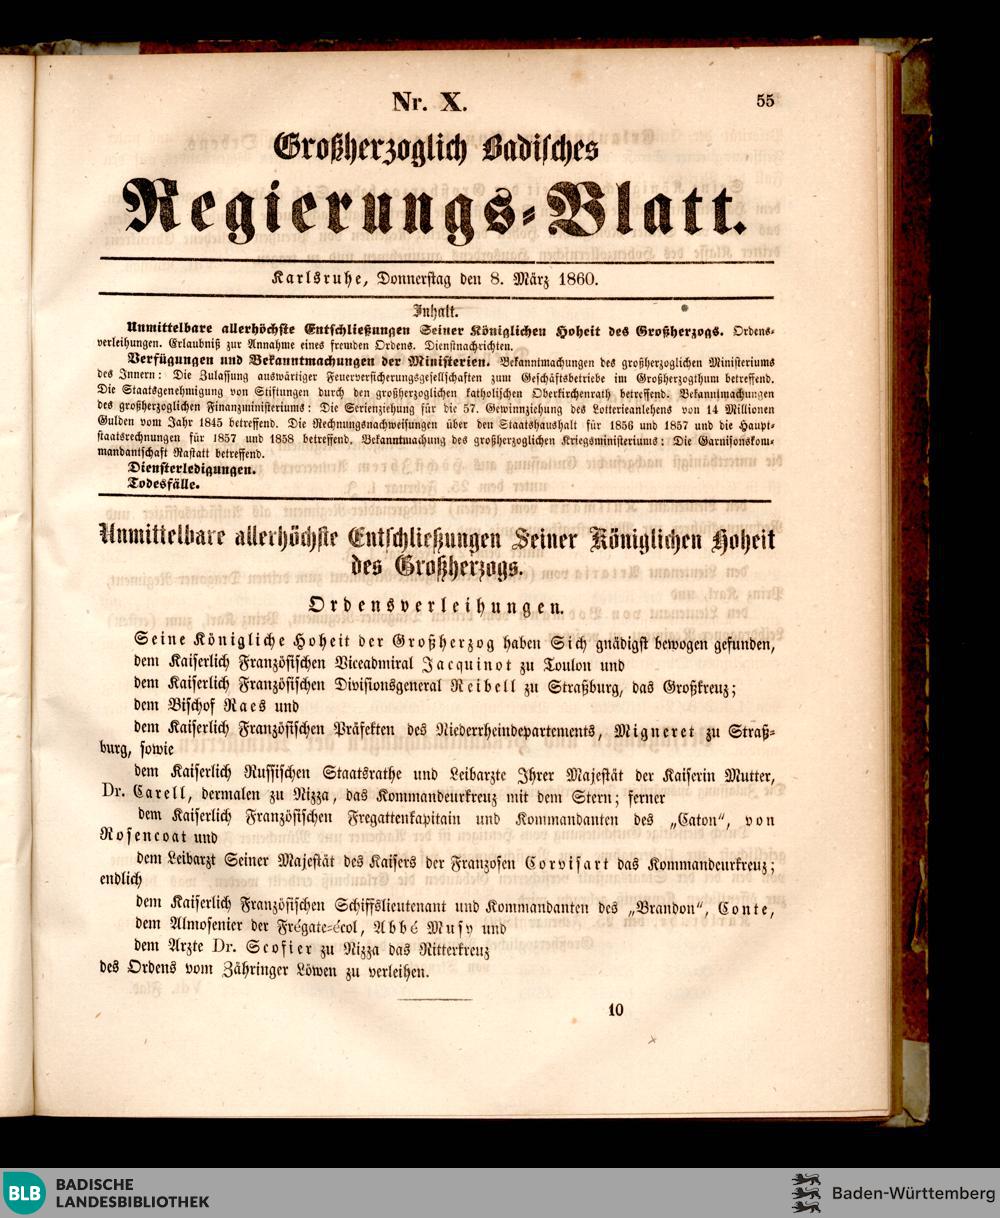 Nr. X.
55
Großherzoglich Badisches
Regierungs-Blatt.
Karlsruhe, Donnerstag den 8. März 1860.
Inhalt.
Unmittelbare allerhöchste Entschließungen Seiner Königlichen Hoheit des Großherzogs. Ordens-
verleihungen. Erlaubniß zur Annahme eines fremden Ordens. Dienstnachrichten.
Verfügungen und Bekanntmachungen der Ministerien. Bekanntmachungen des großherzoglichen Ministeriums
des Innern: Die Zulassung auswärtiger Feuerversicherungsgesellschaften zum Geschäftsbetriebe im Großherzogthum betreffend.
Die Staatsgenehmigung von Stiftungen durch den großherzoglichen katholischen Oberkirchenrath betreffend. Bekanntmachungen
des großherzoglichen Finanzministeriums: Die Serienziehung für die 57. Gewinnziehung des Lotterieanlehens von 14 Millionen
Gulden vom Jahr 1845 betreffend. Die Rechnungsnachweisungen über den Staatshaushalt für 1856 und 1857 und die Haupt-
staatsrechnungen für 1857 und 1858 betreffend. Bekanntmachung des großherzoglichen Kriegsministeriums: Die Garnisonskom-
mandantschaft Rastatt betreffend.
Diensterledigungen.
Todesfälle.
Unmittelbare allerhöchste Entschließungen Seiner Königlichen Hoheit
des Großherzogs.
Ordensverleihungen.
Seine Königliche Hoheit der Großherzog haben Sich gnädigst bewogen gefunden,
dem Kaiserlich Französischen Viceadmiral Jacquinot zu Toulon und
dem Kaiserlich Französischen Divisionsgeneral Reibell zu Straßburg, das Großkreuz;
dem Bischof Raes und
dem Kaiserlich Französischen Präfekten des Niederrheindepartements, Migneret zu Straß-
burg, sowie
dem Kaiserlich Russischen Staatsrathe und Leibarzte Ihrer Majestät der Kaiserin Mutter,
Dr. Carell, dermalen zu Nizza, das Kommandeurkreuz mit dem Stern; ferner
dem Kaiserlich Französischen Fregattenkapitain und Kommandanten des „Caton“, von
Rosencoat und
dem Leibarzt Seiner Majestät des Kaisers der Franzosen Corvisart das Kommandeurkreuz;
endlich
dem Kaiserlich Französischen Schiffslieutenant und Kommandanten des „Brandon“, Conte,
dem Almosenier der Frégate-école, Abbé Musy und
dem Arzte Dr. Scofier zu Nizza das Ritterkreuz
des Ordens vom Zähringer Löwen zu verleihen.
10
BLB
BADISCHE
LANDESBIBLIOTHEK
Baden-Württemberg